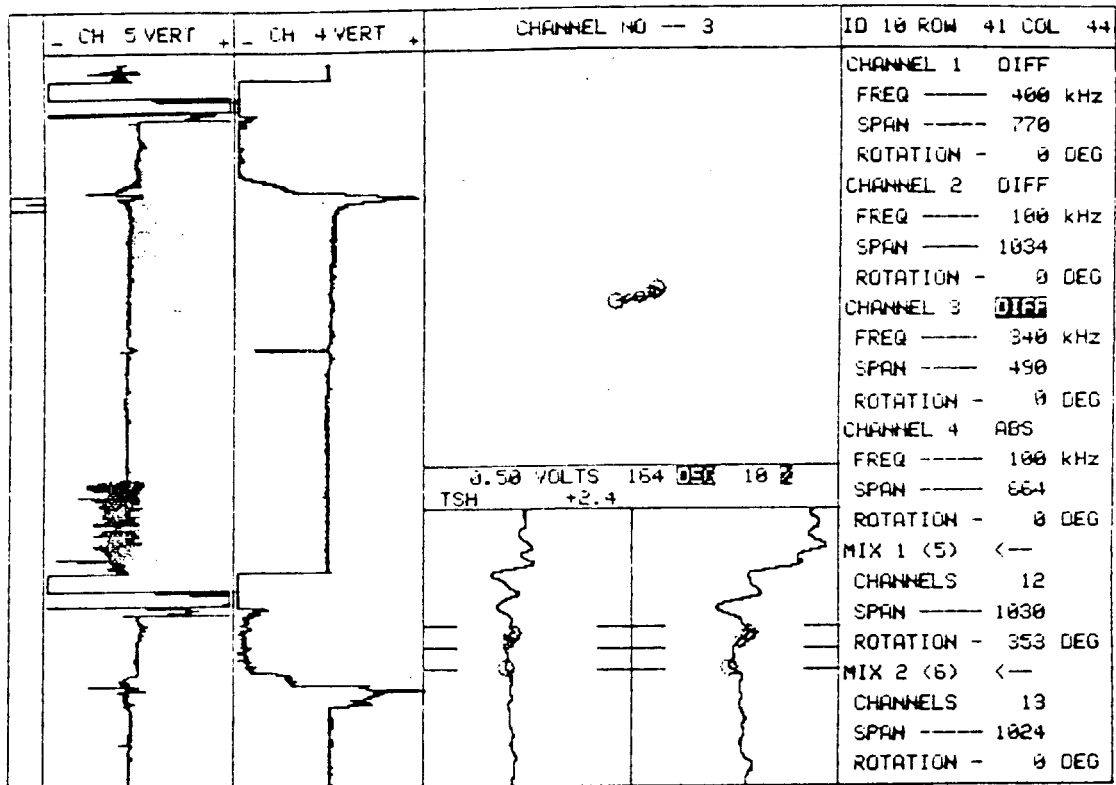 - CH 5 VERT +
- CH 4 VERT +
CHANNEL NO -- 3
0.50 VOLTS 164 DEG 10 %
TSH +2.4
ID 10 ROW 41 COL 44
CHANNEL 1 DIFF
FREQ ----- 400 kHz
SPAN ----- 770
ROTATION - 0 DEG
CHANNEL 2 DIFF
FREQ ----- 100 kHz
SPAN ----- 1034
ROTATION - 0 DEG
CHANNEL 3 DIFF
FREQ ----- 340 kHz
SPAN ----- 490
ROTATION - 0 DEG
CHANNEL 4 ABS
FREQ ----- 100 kHz
SPAN ----- 664
ROTATION - 0 DEG
MIX 1 (5) <--
CHANNELS 12
SPAN ----- 1030
ROTATION - 353 DEG
MIX 2 (6) <--
CHANNELS 13
SPAN ----- 1024
ROTATION - 0 DEG